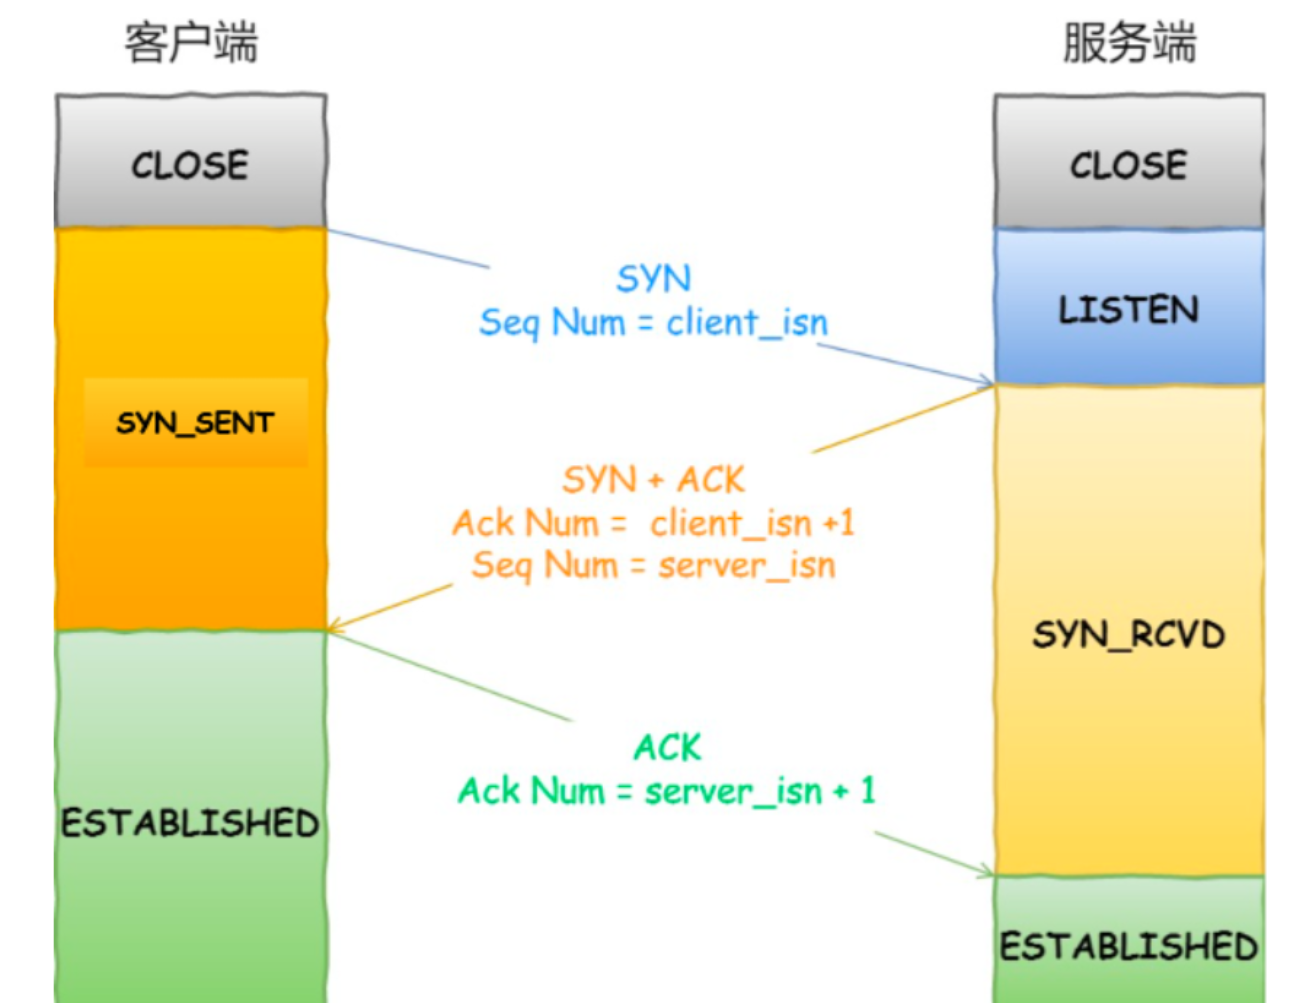 客户端
服务端
CLOSE
CLOSE
SYN
Seq Num = client_isn
LISTEN
SYN_SENT
SYN + ACK
Ack Num = client_isn +1
Seq Num = server_isn
SYN_RCVD
ACK
Ack Num = server_isn + 1
ESTABLISHED
ESTABLISHED